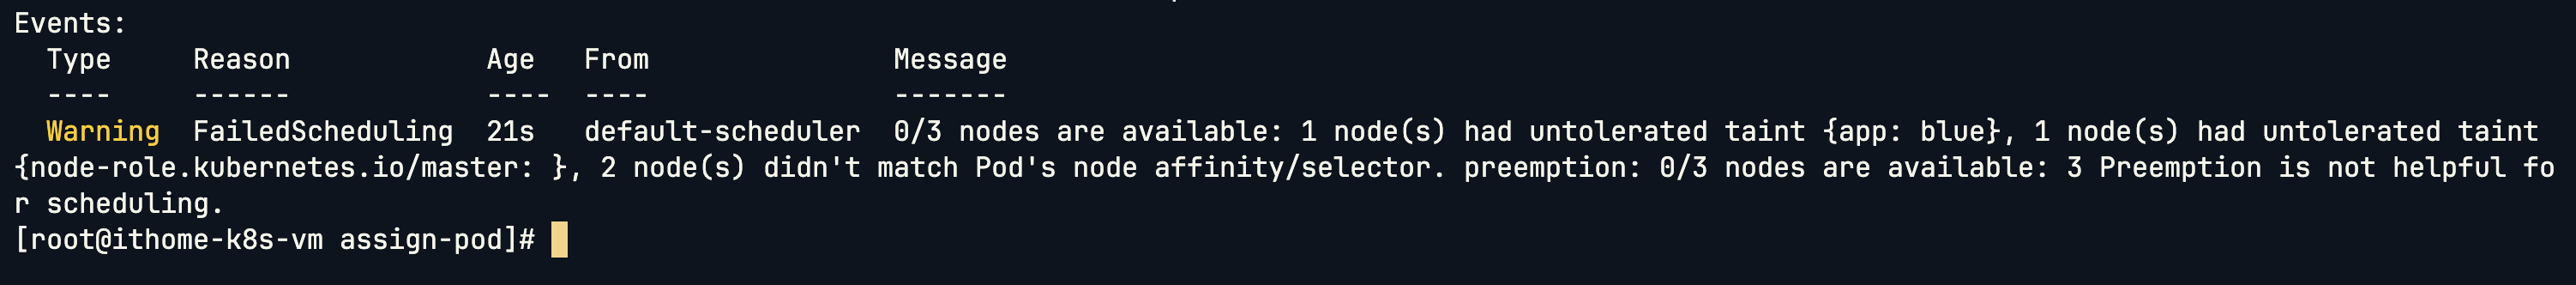 Events:
  Type     Reason            Age   From               Message
  ----     ------            ----  ----               -------
  Warning  FailedScheduling  21s   default-scheduler  0/3 nodes are available: 1 node(s) had untolerated taint {app: blue}, 1 node(s) had untolerated taint
{node-role.kubernetes.io/master: }, 2 node(s) didn't match Pod's node affinity/selector. preemption: 0/3 nodes are available: 3 Preemption is not helpful fo
r scheduling.
[root@ithome-k8s-vm assign-pod]#